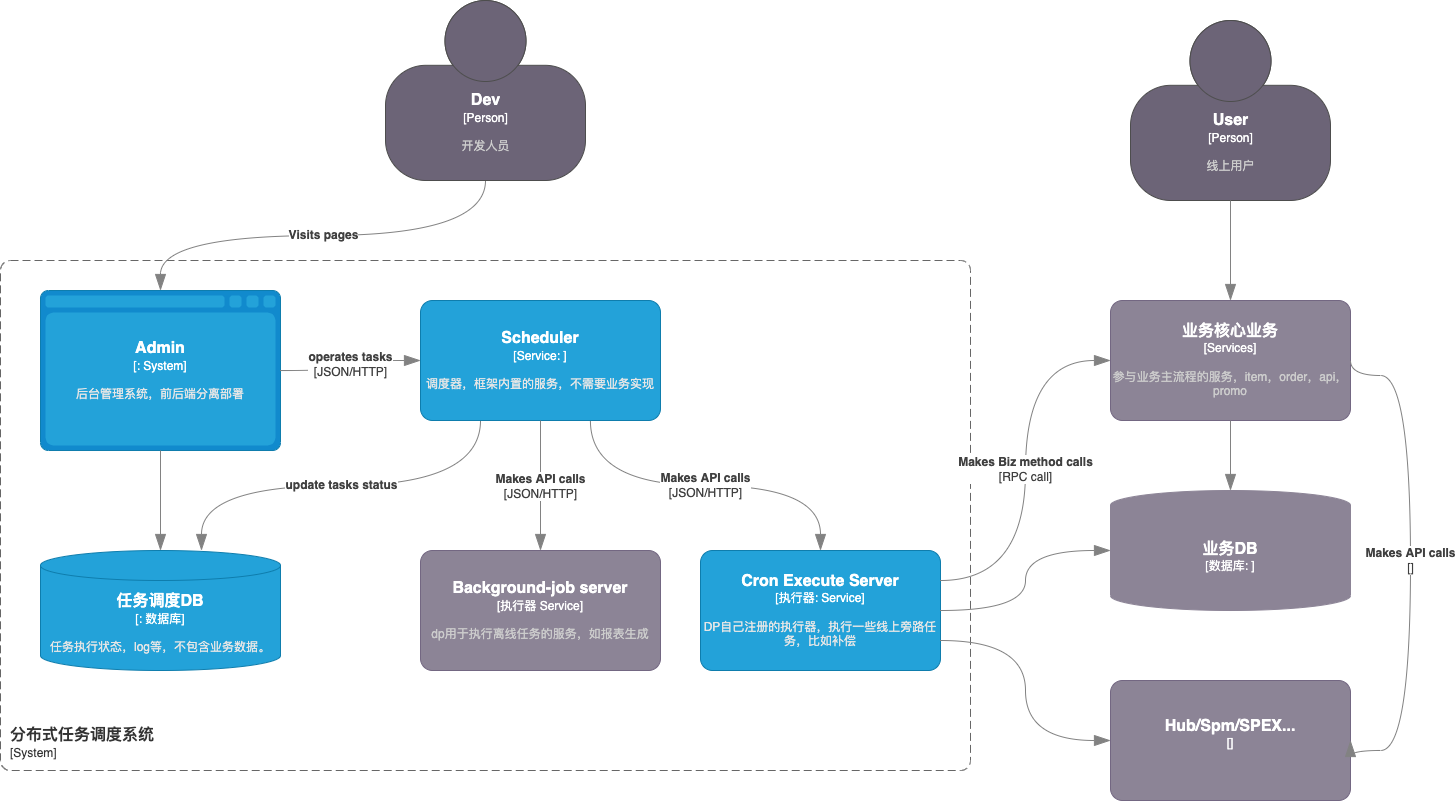 Dev
[Person]
开发人员
User
[Person]
线上用户
Visits pages
Admin
[: System]
后台管理系统，前后端分离部署
operates tasks
[JSON/HTTP]
Scheduler
[Service: ]
调度器，框架内置的服务，不需要业务实现
业务核心业务
[Services]
参与业务主流程的服务，item，order，api，
promo
update tasks status
Makes API calls
[JSON/HTTP]
Makes API calls
[JSON/HTTP]
Makes Biz method calls
[RPC call]
任务调度DB
[: 数据库]
任务执行状态，log等，不包含业务数据。
Background-job server
[执行器 Service]
dp用于执行离线任务的服务，如报表生成
Cron Execute Server
[执行器: Service]
DP自己注册的执行器，执行一些线上旁路任
务，比如补偿
业务DB
[数据库: ]
Makes API calls
[]
Hub/Spm/SPEX...
[]
分布式任务调度系统
[System]